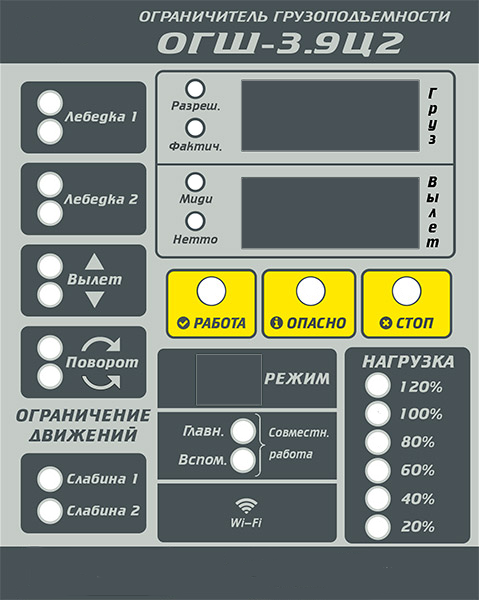 ОГРАНИЧИТЕЛЬ ГРУЗОПОДЪЕМНОСТИ
ОГШ-3.9Ц2
Лебедка 1
Разреш.
Фактич.
Груз
Лебедка 2
Миди
Нетто
Вылет
Вылет
РАБОТА
ОПАСНО
СТОП
Поворот
РЕЖИМ
НАГРУЗКА
120%
100%
80%
60%
40%
20%
ОГРАНИЧЕНИЕ
ДВИЖЕНИЙ
Главн.
Вспом.
Совместн.
работа
Слабина 1
Слабина 2
Wi-Fi